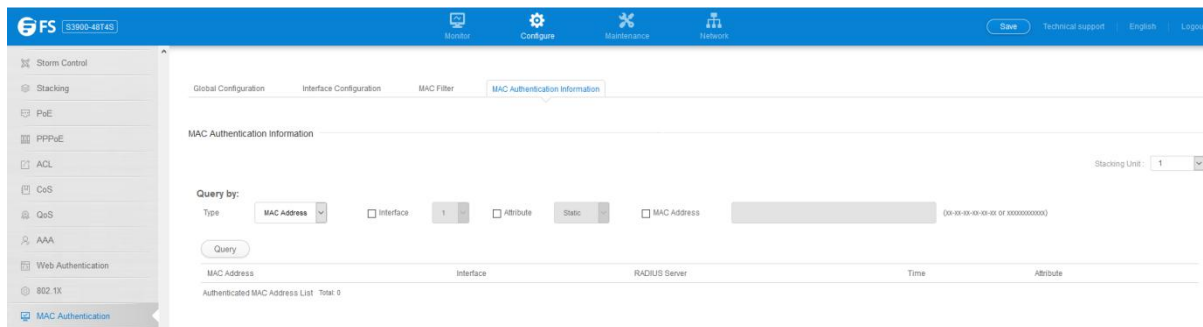 FS S3900-48T4S
Monitor
Configure
Maintenance
Network
Save
Technical support
English
Logou
Storm Control
Stacking
PoE
PPPoE
ACL
CoS
QoS
AAA
Web Authentication
802.1X
MAC Authentication
Global Configuration
Interface Configuration
MAC Filter
MAC Authentication Information
MAC Authentication Information
Stacking Unit : 1
Query by:
Type MAC Address Interface 1 Attribute Static MAC Address (xx-xx-xx-xx-xx-xx or xxxxxxxxxxxx)
Query
MAC Address Interface RADIUS Server Time Attribute
Authenticated MAC Address List Total: 0